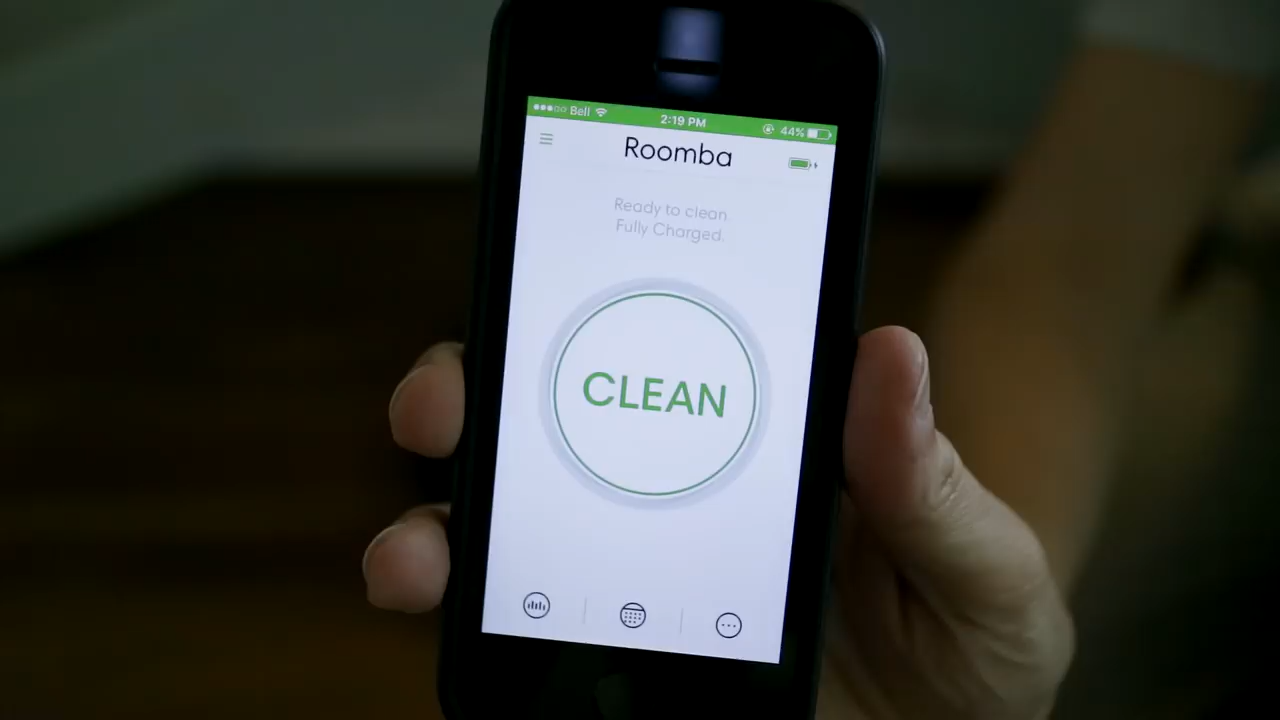 Bell 2:19 PM 44%
Roomba
Ready to clean.
Fully Charged.
CLEAN